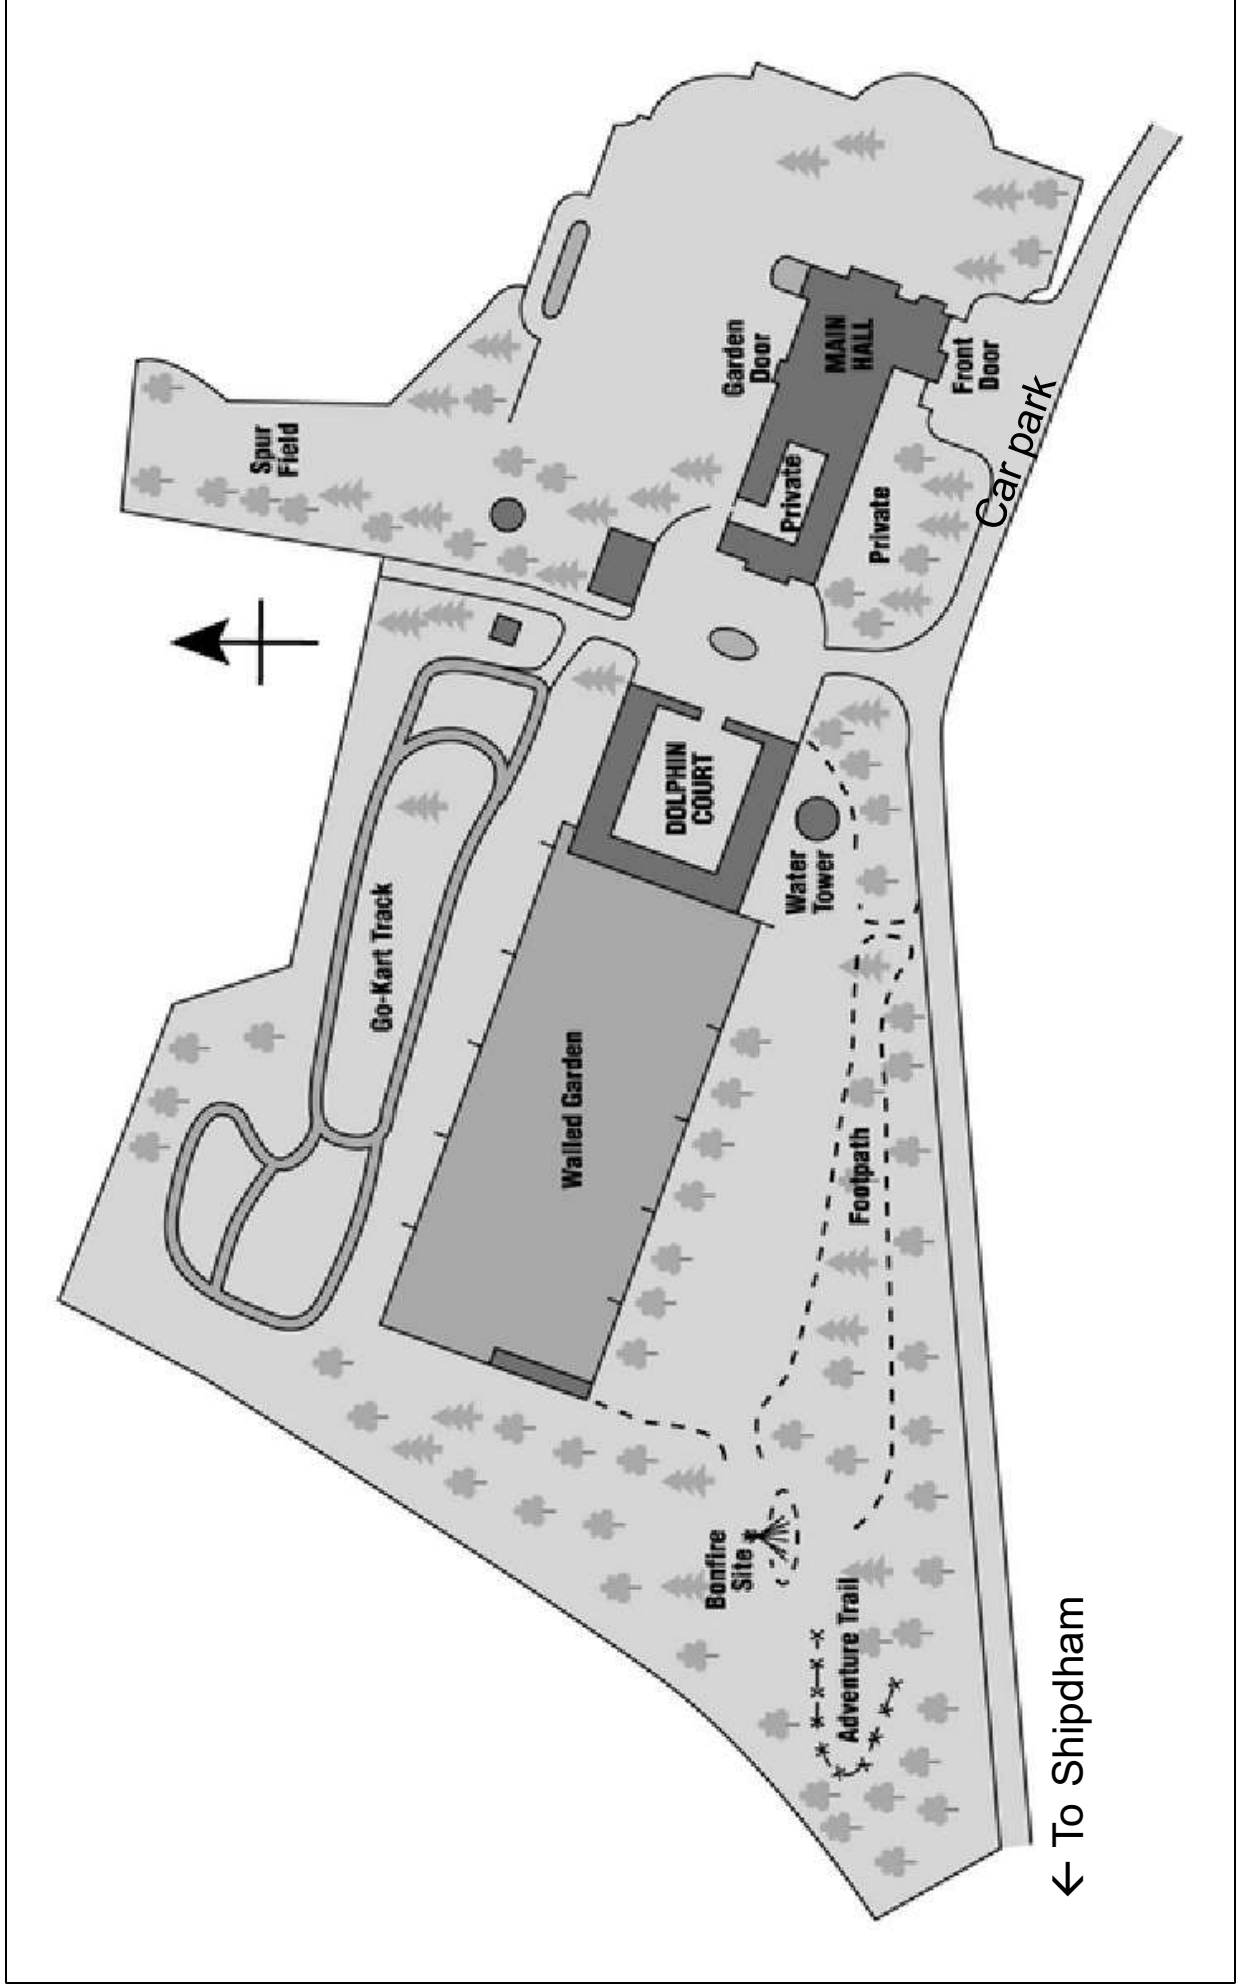 Spur
Field
Go-Kart Track
Walled Garden
DOLPHIN
COURT
Garden
Door
MAIN
HALL
Private
Private
Front
Door
Car park
Water
Tower
Footpath
Bonfire
Site
Adventure Trail
← To Shipdham